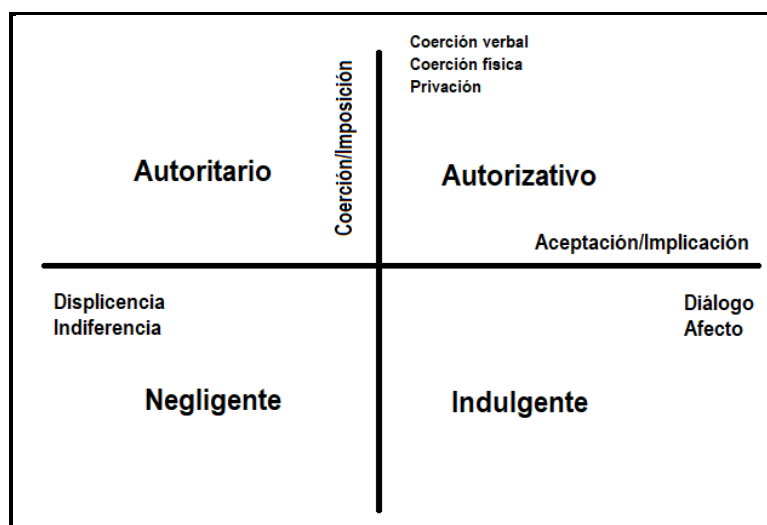 Coerción verbal
Coerción física
Privación
Coerción/Imposición
Autoritario
Autorizativo
Aceptación/Implicación
Displicencia
Indiferencia
Diálogo
Afecto
Negligente
Indulgente